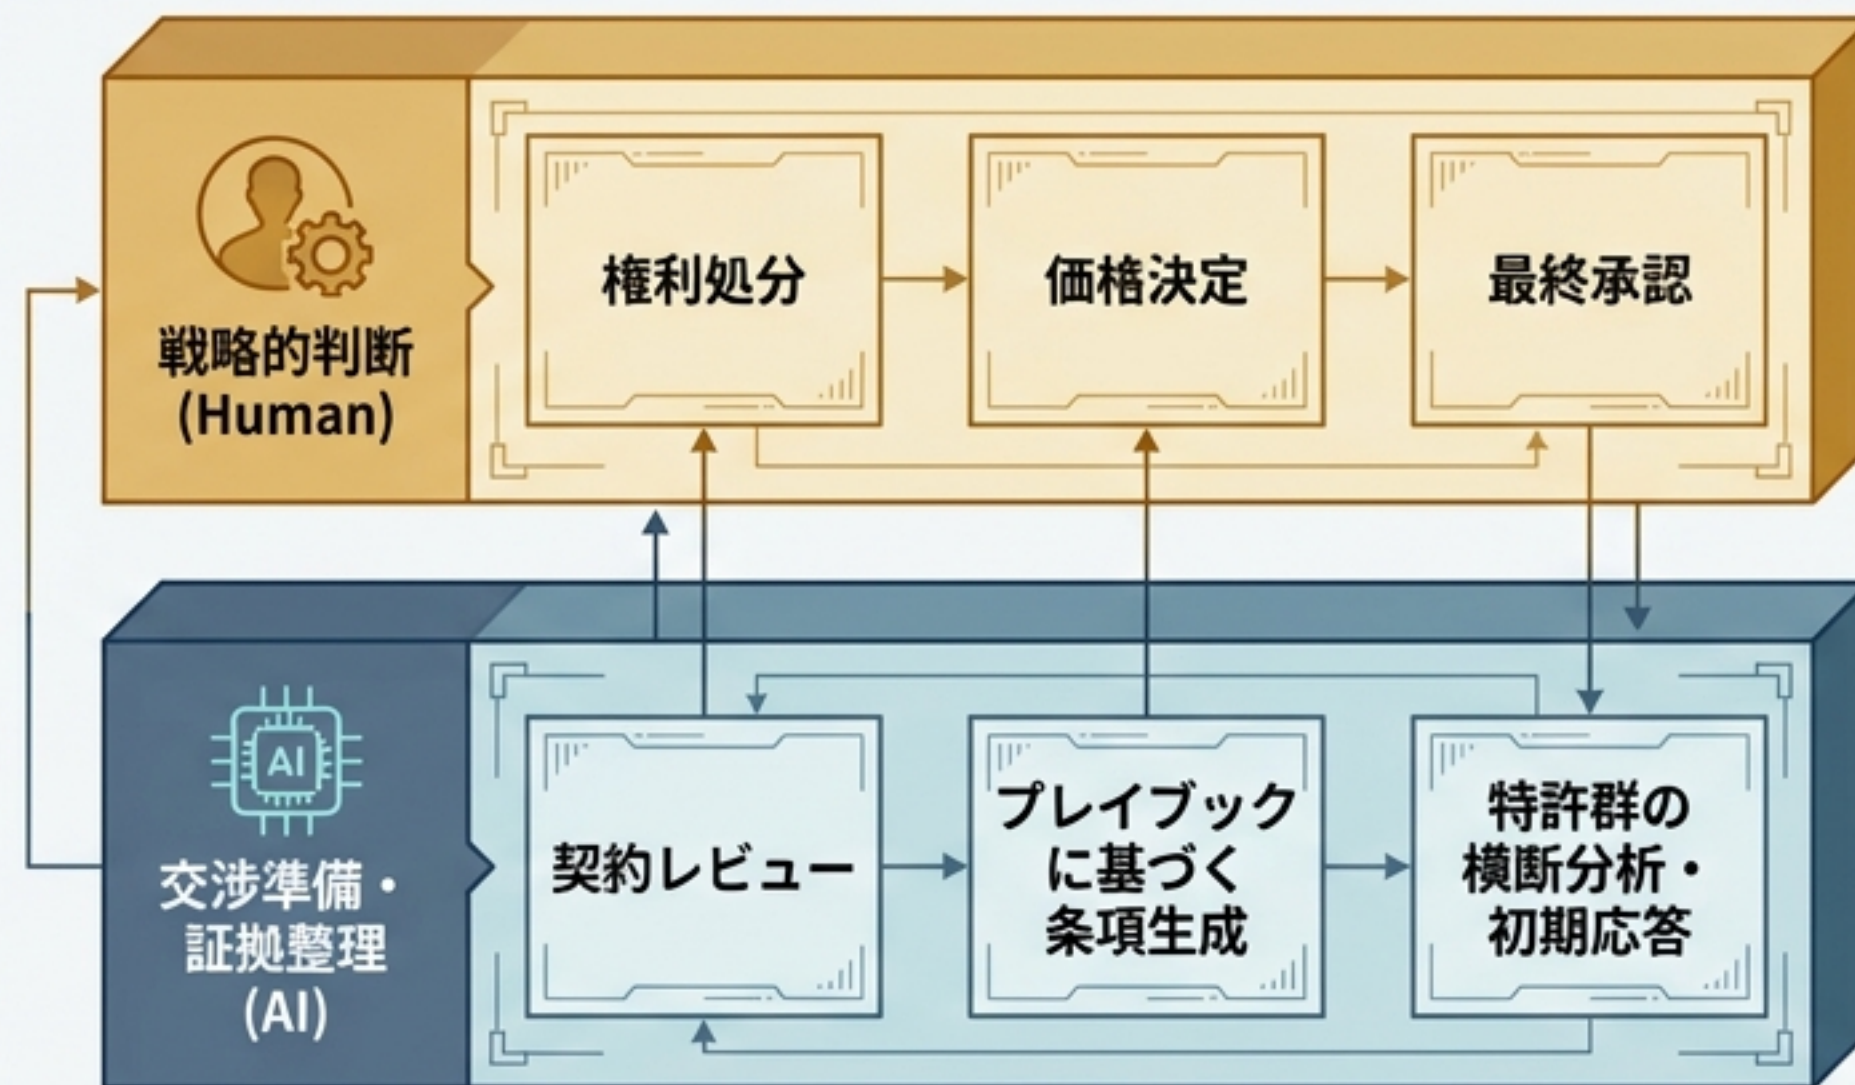 戦略的判断
(Human)
権利処分
価格決定
最終承認
AI
交渉準備・
証拠整理
(AI)
契約レビュー
プレイブック
に基づく
条項生成
特許群の
横断分析・
初期応答